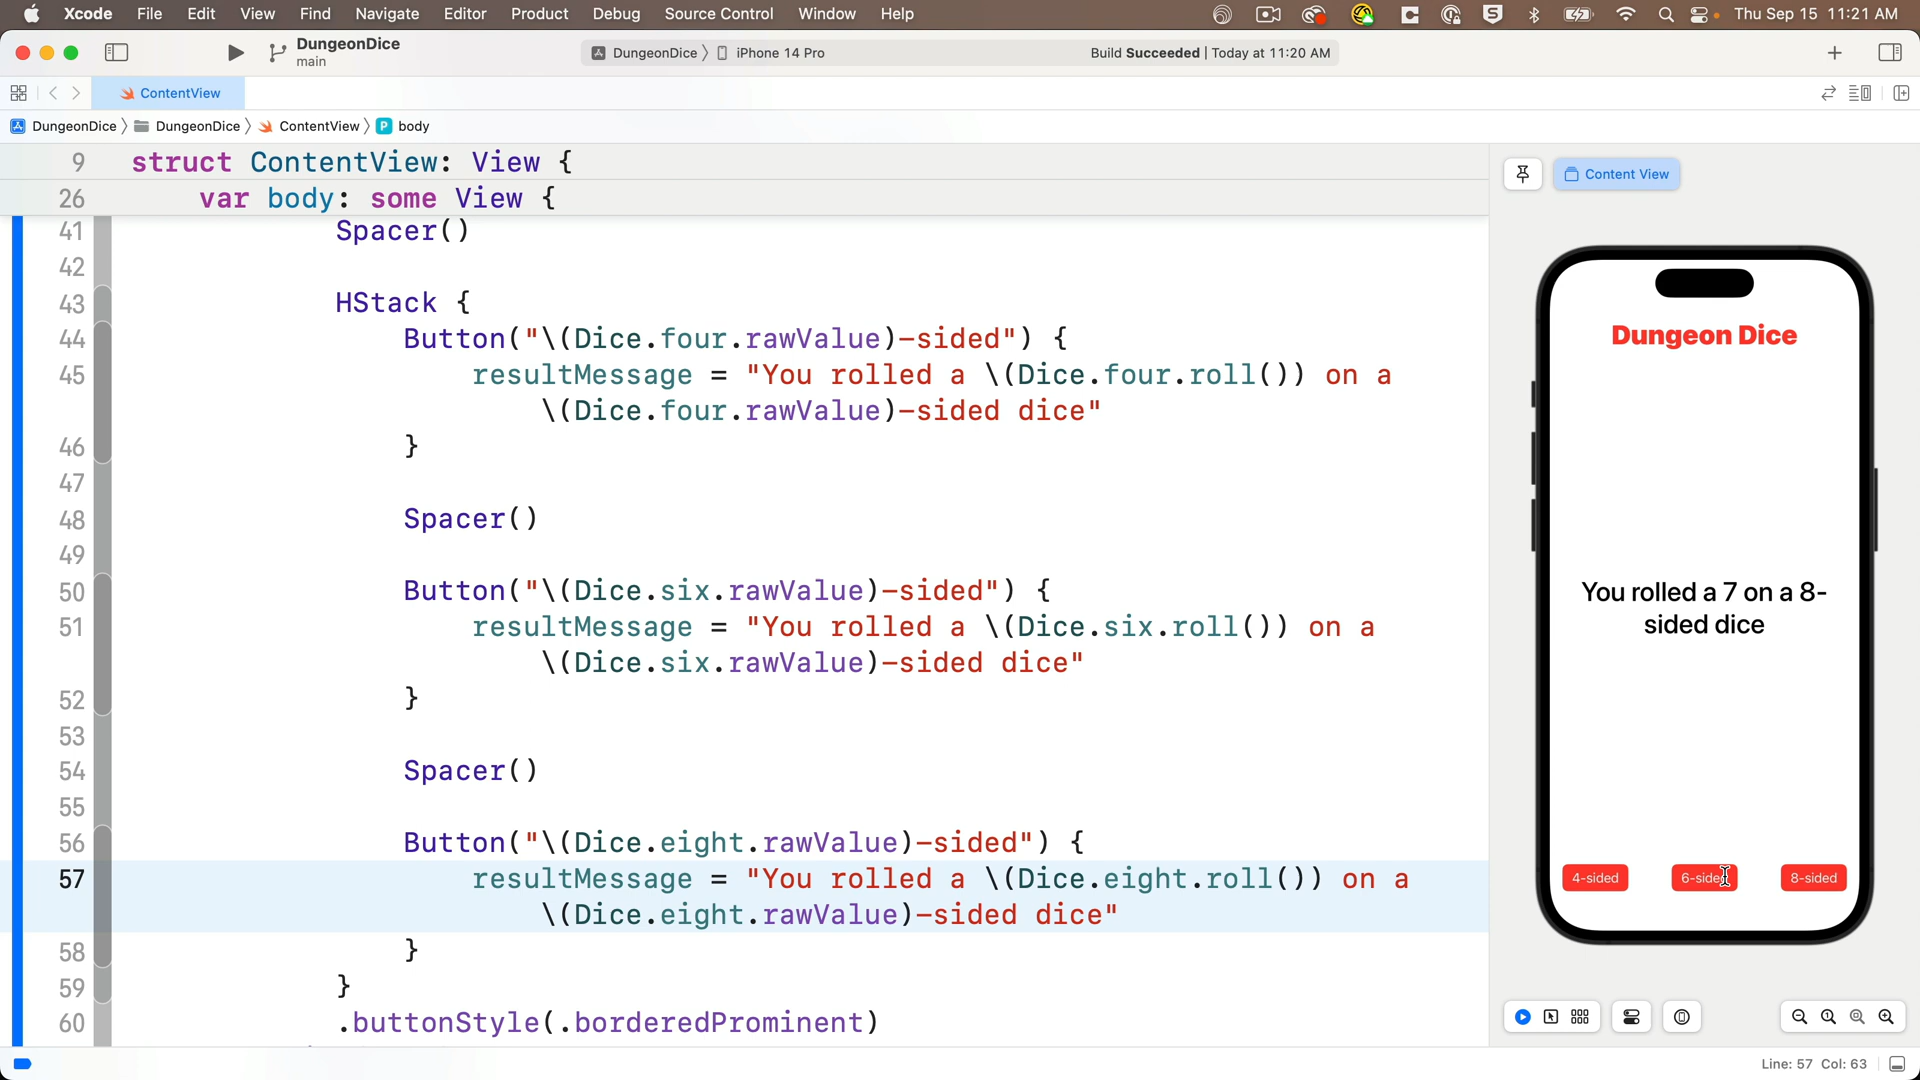 Xcode File Edit View Find Navigate Editor Product Debug Source Control Window Help Thu Sep 15 11:21 AM
DungeonDice
main
DungeonDice iPhone 14 Pro Build Succeeded | Today at 11:20 AM
ContentView
DungeonDice DungeonDice ContentView P body
9 struct ContentView: View {
26 var body: some View {
41 Spacer()
42
43 HStack {
44 Button("\(Dice.four.rawValue)-sided") {
45 resultMessage = "You rolled a \(Dice.four.roll()) on a
\(Dice.four.rawValue)-sided dice"
46 }
47
48 Spacer()
49
50 Button("\(Dice.six.rawValue)-sided") {
51 resultMessage = "You rolled a \(Dice.six.roll()) on a
\(Dice.six.rawValue)-sided dice"
52 }
53
54 Spacer()
55
56 Button("\(Dice.eight.rawValue)-sided") {
57 resultMessage = "You rolled a \(Dice.eight.roll()) on a
\(Dice.eight.rawValue)-sided dice"
58 }
59 }
60 .buttonStyle(.borderedProminent)
Content View
Dungeon Dice
You rolled a 7 on a 8-
sided dice
4-sided 6-sided 8-sided
Line: 57 Col: 63